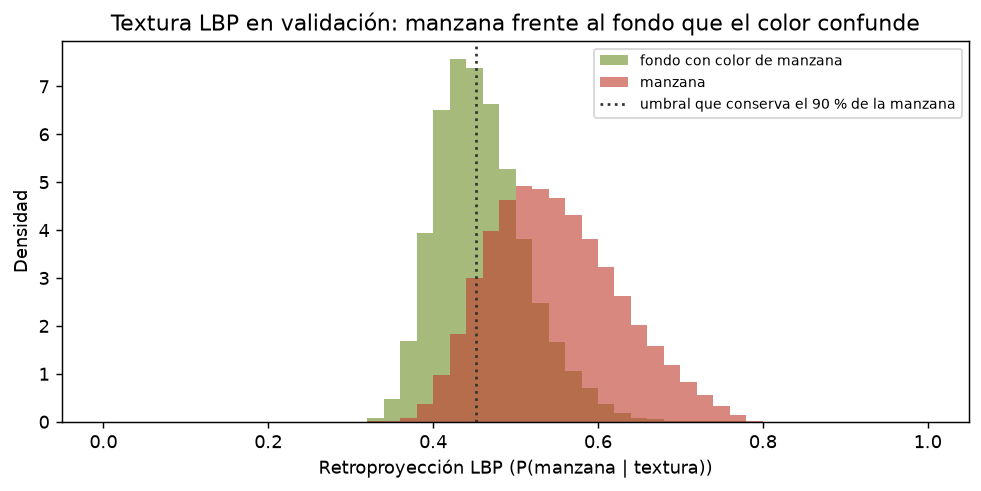 Textura LBP en validación: manzana frente al fondo que el color confunde
fondo con color de manzana
manzana
umbral que conserva el 90 % de la manzana
Densidad
7
6
5
4
3
2
1
0
0.0 0.2 0.4 0.6 0.8 1.0
Retroproyección LBP (P(manzana | textura))